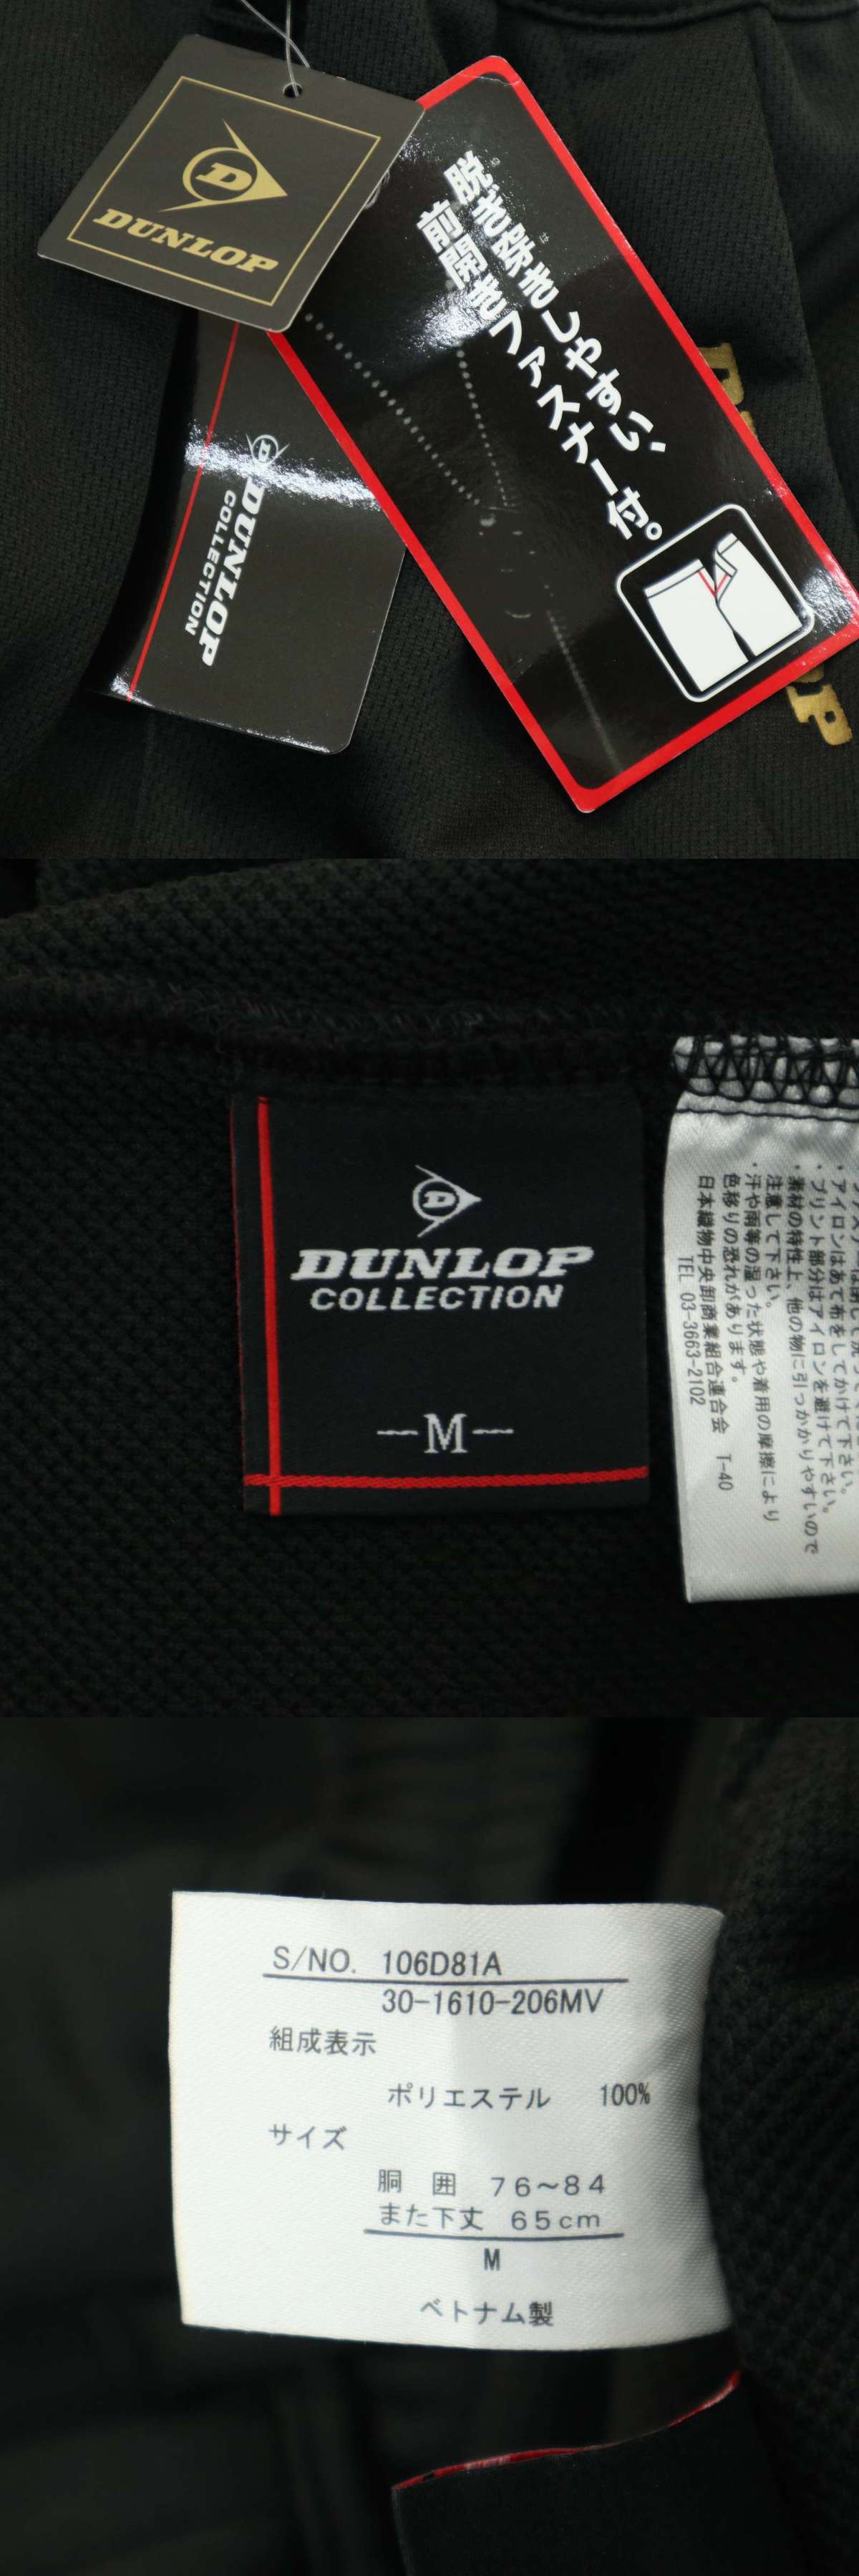 D
DUNLOP
脱ぎ穿きしやすい、
前開きファスナー付。
D
DUNLOP
COLLECTION
D
DUNLOP
COLLECTION
M
・アイロンはあて布をしてかけて下さい。
・プリント部分はアイロンを避けて下さい。
・素材の特性上、他の物に引っかかりやすいので
注意して下さい。
・汗や雨等の湿った状態や着用の摩擦により
色移りの恐れがあります。
日本織物中央卸商業組合連合会 T-40
TEL 03-3663-2102
S/NO. 106D81A
30-1610-206MV
組成表示
ポリエステル 100%
サイズ
胴 囲 76~84
また下丈 65cm
M
ベトナム製